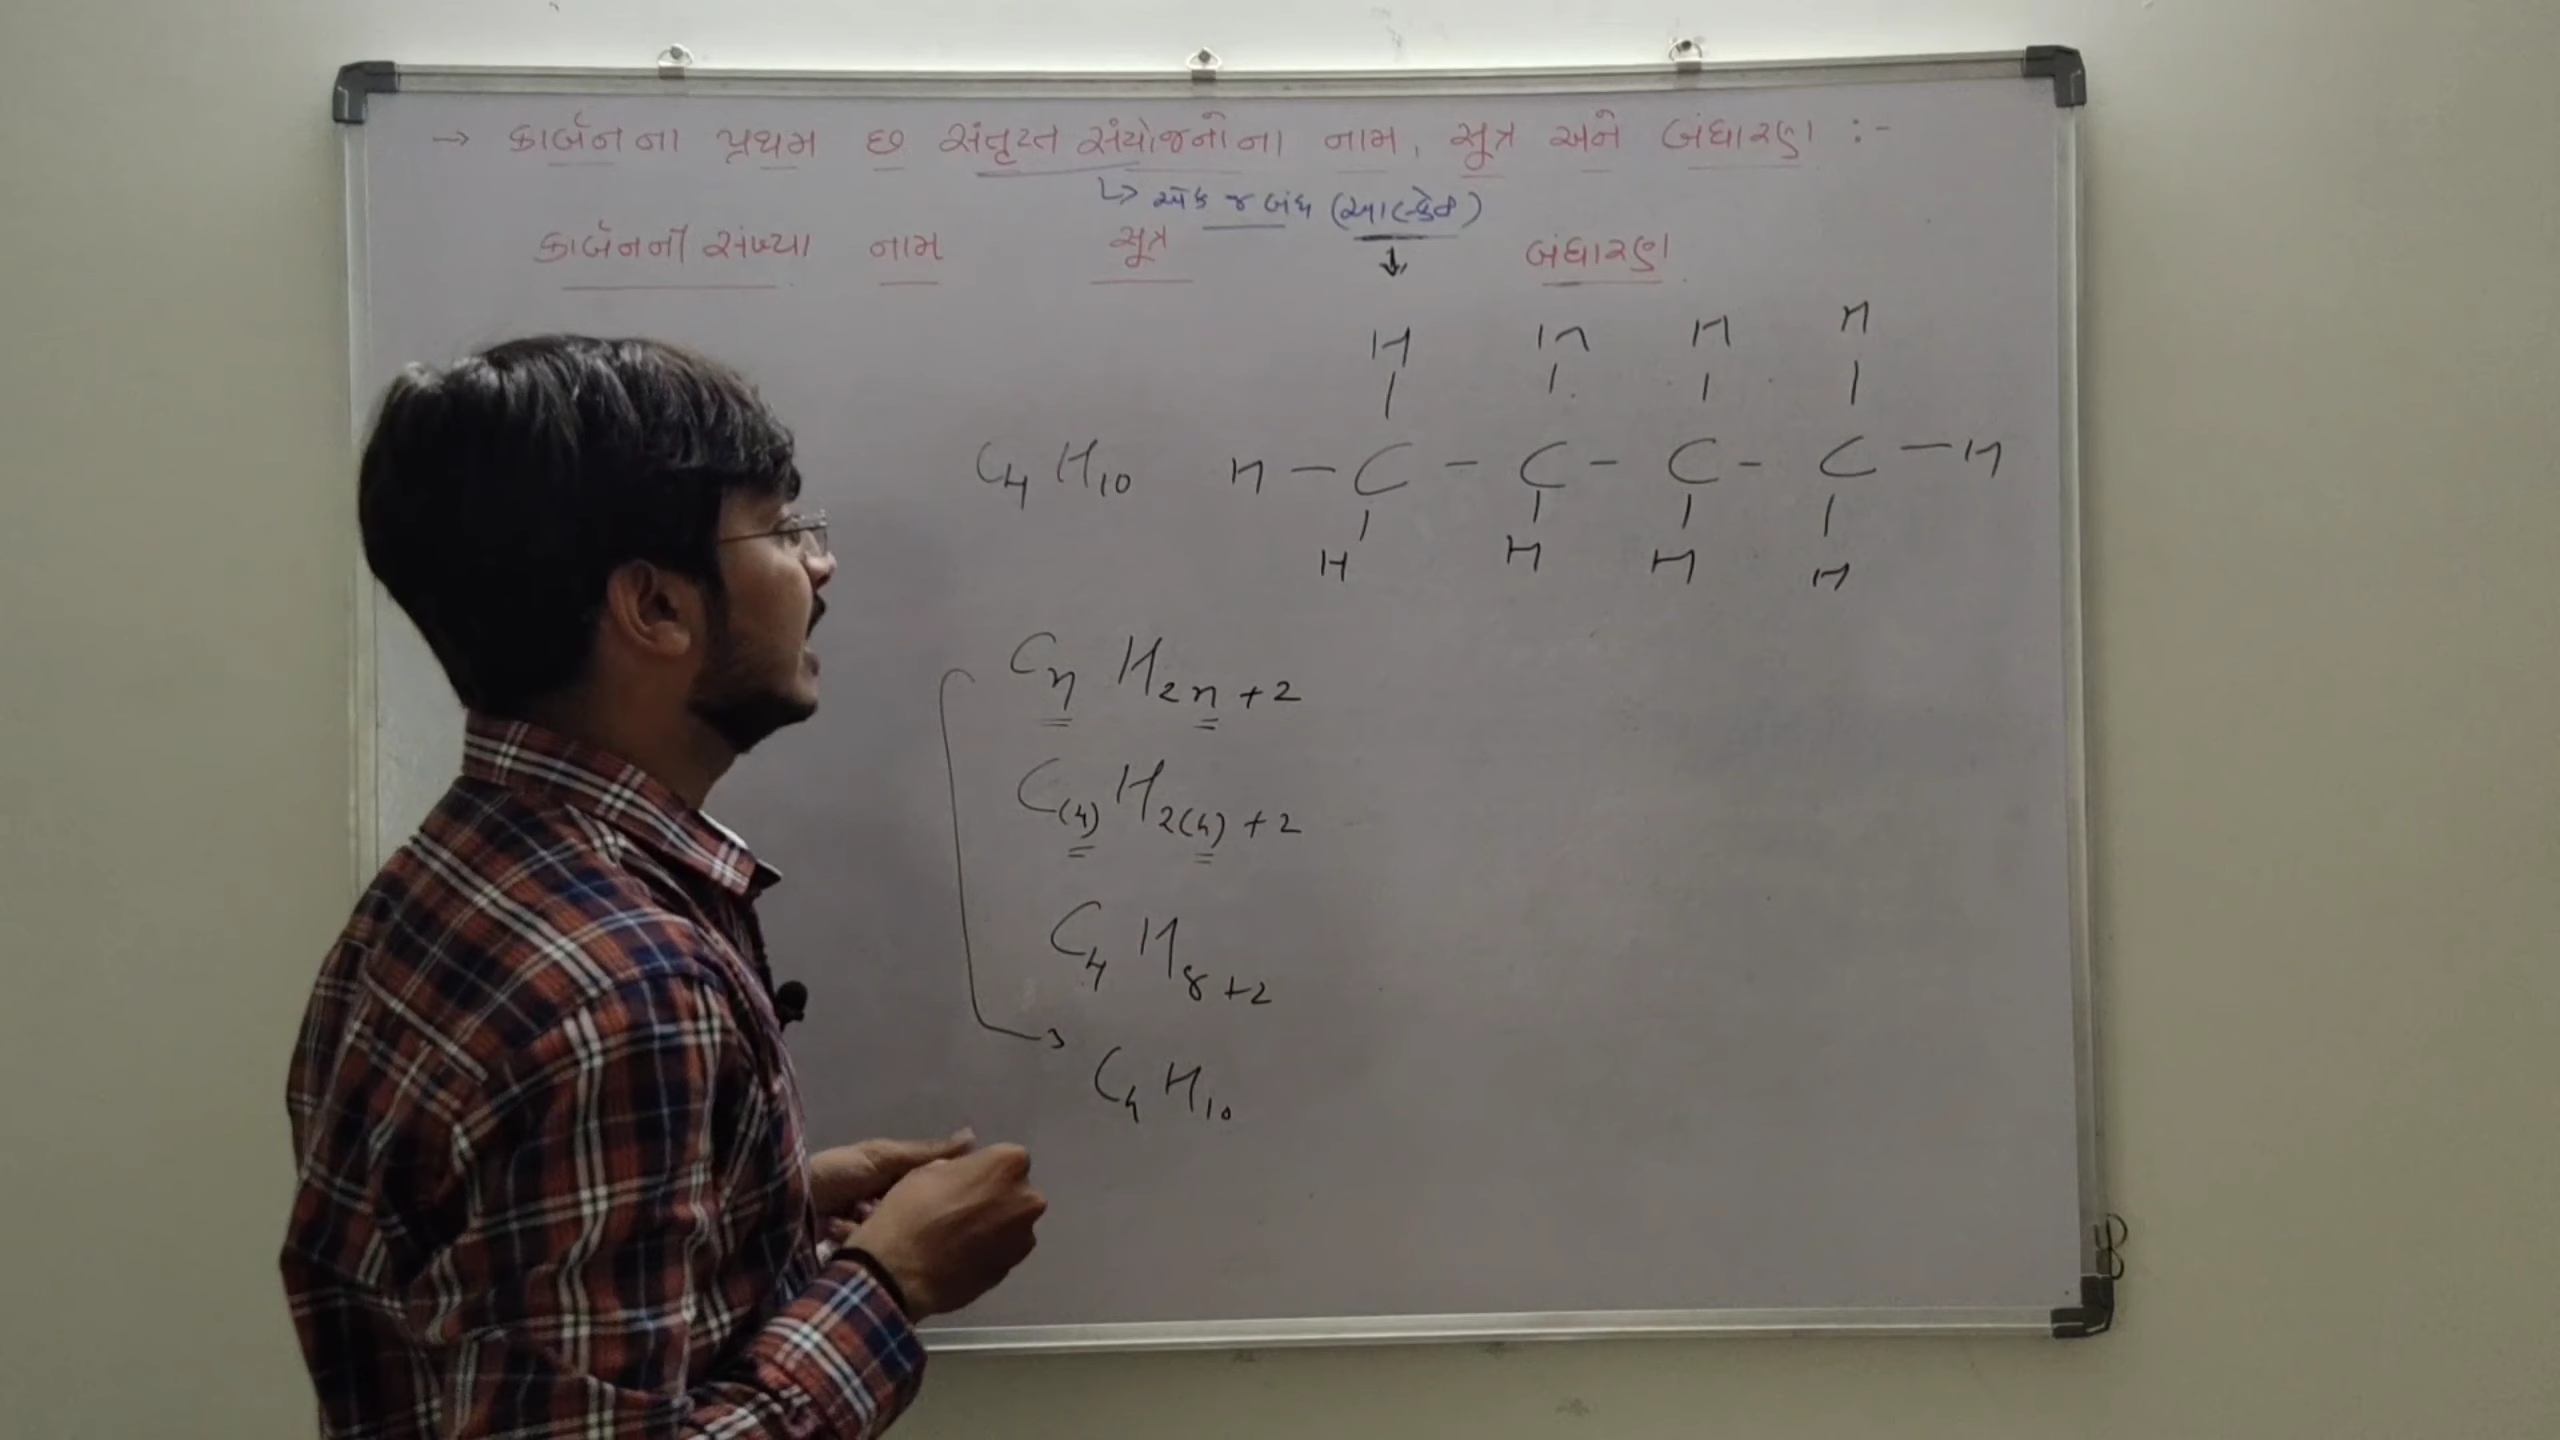 → કાર્બનના પ્રથમ છ સંતૃપ્ત સંયોજનોના નામ, સૂત્ર અને બંધારણ :-
↳ એક જ બંધ (આલ્કેન)
કાર્બનની સંખ્યા નામ સૂત્ર ↓ બંધારણ
H H H H
| | | |
C4 H10 H - C - C - C - C - H
| | | |
H H H H
Cn H2n+2
C(4) H2(4)+2
C4 H8+2
C4 H10